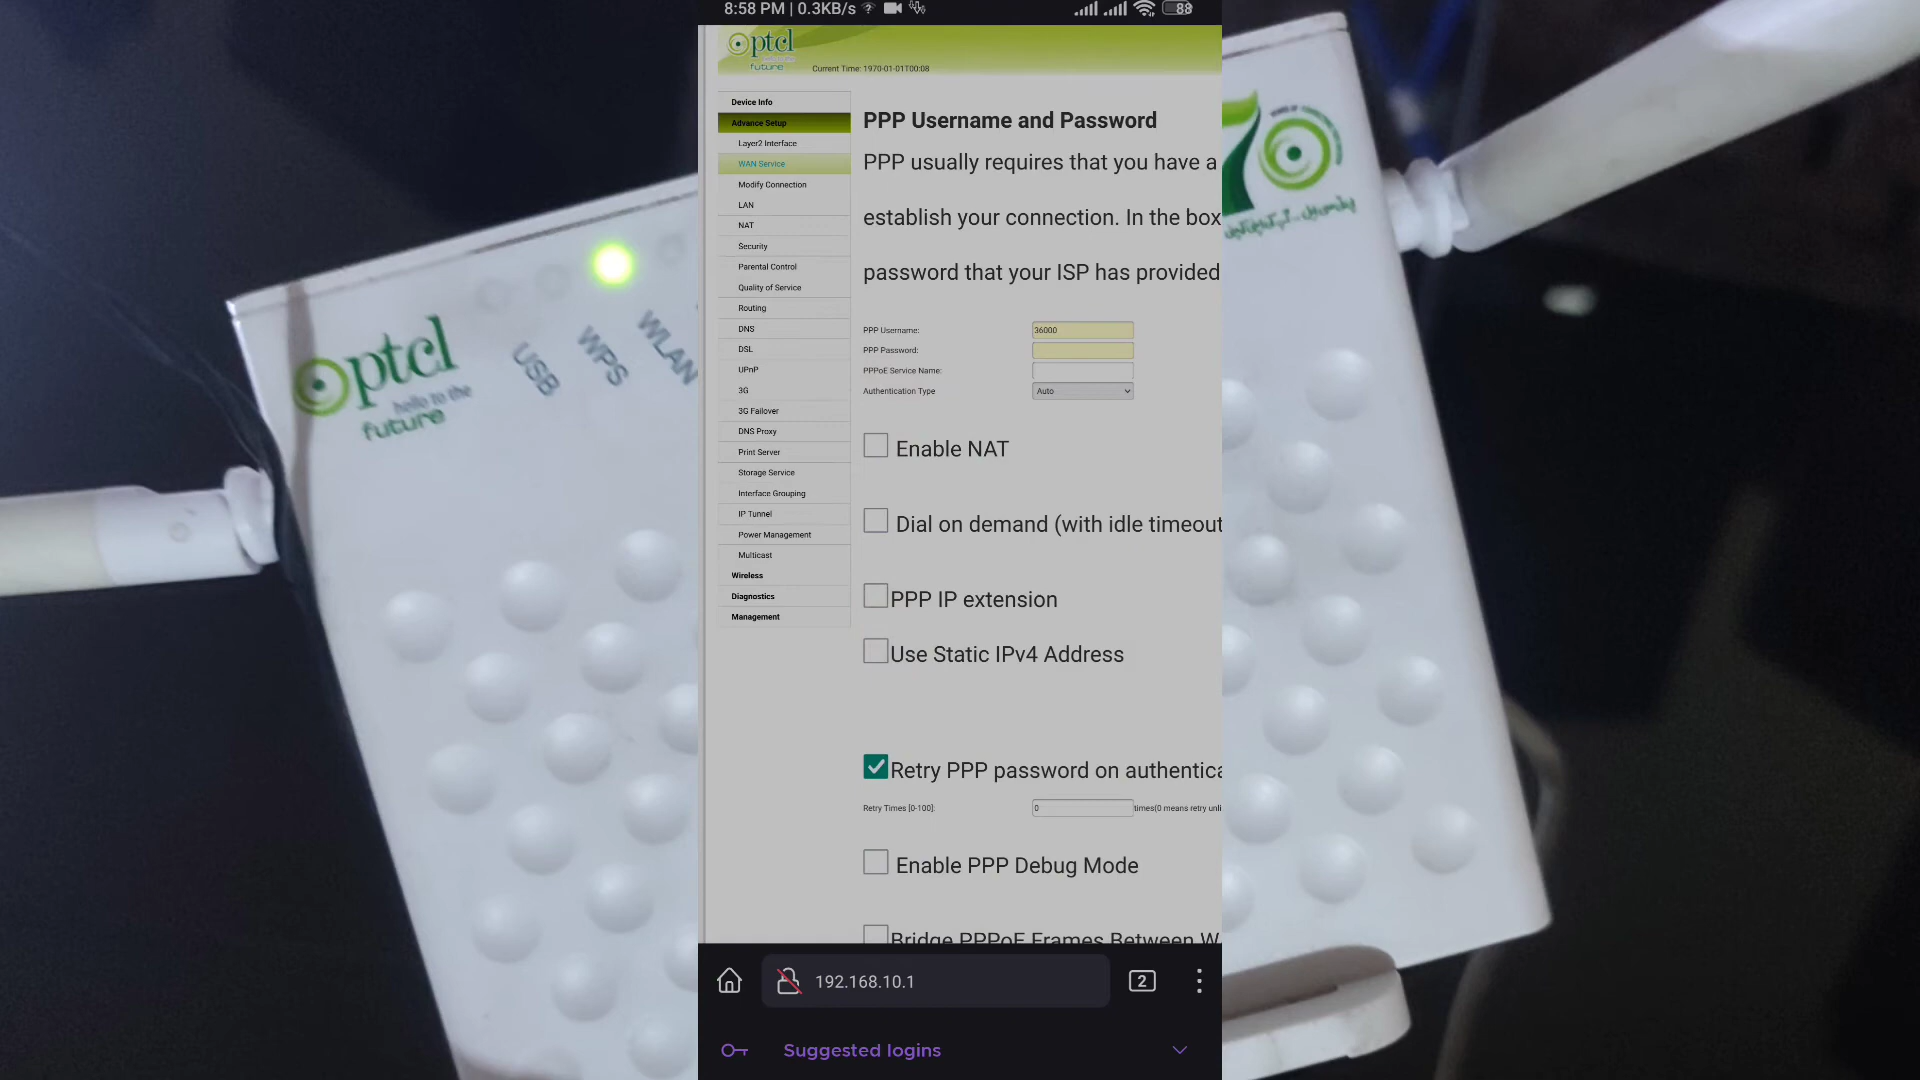 8:58 PM | 0.3KB/s
88
ptcl
future
Current Time: 1970-01-01T00:08
Device Info
Advance Setup
Layer2 Interface
WAN Service
Modify Connection
LAN
NAT
Security
Parental Control
Quality of Service
Routing
DNS
DSL
UPnP
3G
3G Failover
DNS Proxy
Print Server
Storage Service
Interface Grouping
IP Tunnel
Power Management
Multicast
Wireless
Diagnostics
Management
PPP Username and Password
PPP usually requires that you have a
establish your connection. In the box
password that your ISP has provided
PPP Username: 36000
PPP Password:
PPPoE Service Name:
Authentication Type Auto
Enable NAT
Dial on demand (with idle timeout
PPP IP extension
Use Static IPv4 Address
Retry PPP password on authentica
Retry Times [0-100]: 0 times(0 means retry unli
Enable PPP Debug Mode
Bridge PPPoE Frames Between W
192.168.10.1
2
Suggested logins
ptcl
hello to the
future
USB
WPS
WLAN
70